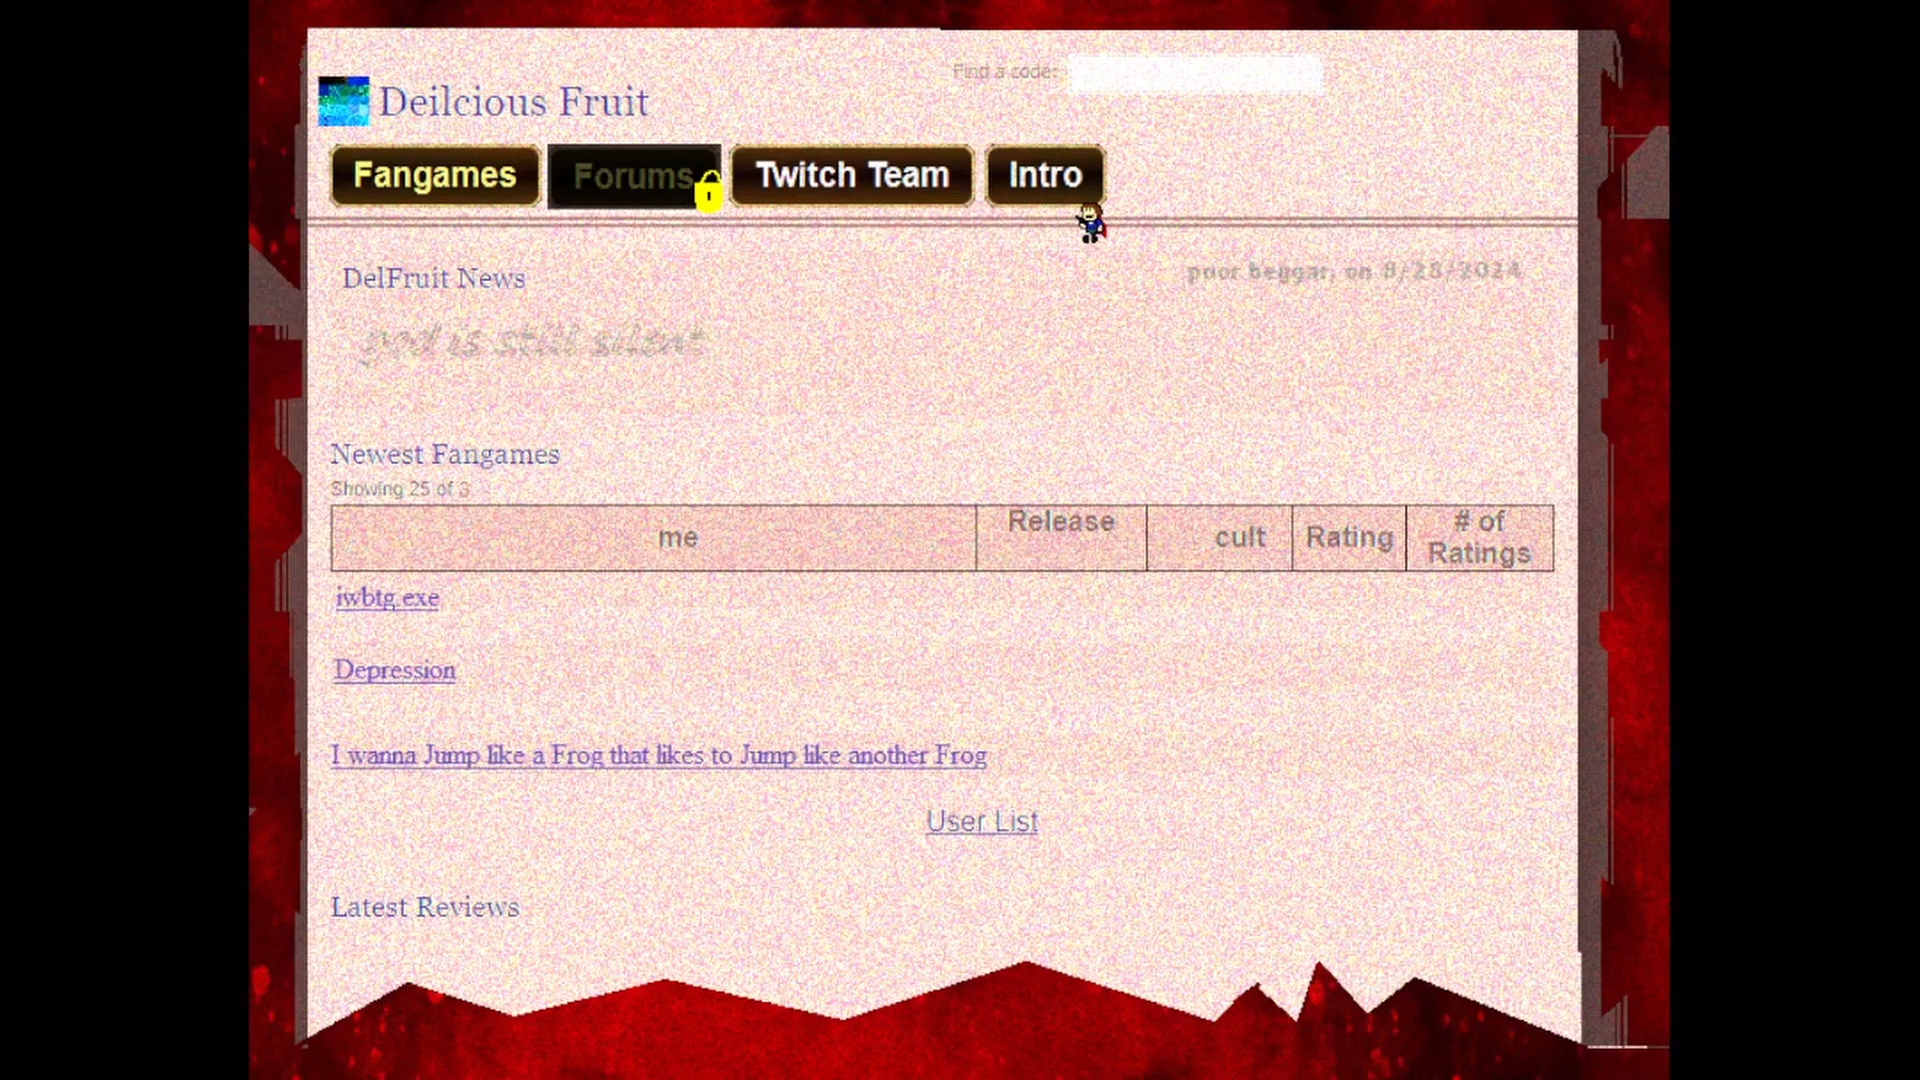 Find a code:
Deilcious Fruit
Fangames Forums Twitch Team Intro
DelFruit News
poor beggar, on 8/28/2024
god is still silent
Newest Fangames
Showing 25 of 3
me Release cult Rating # of Ratings
iwbtg.exe
Depression
I wanna Jump like a Frog that likes to Jump like another Frog
User List
Latest Reviews